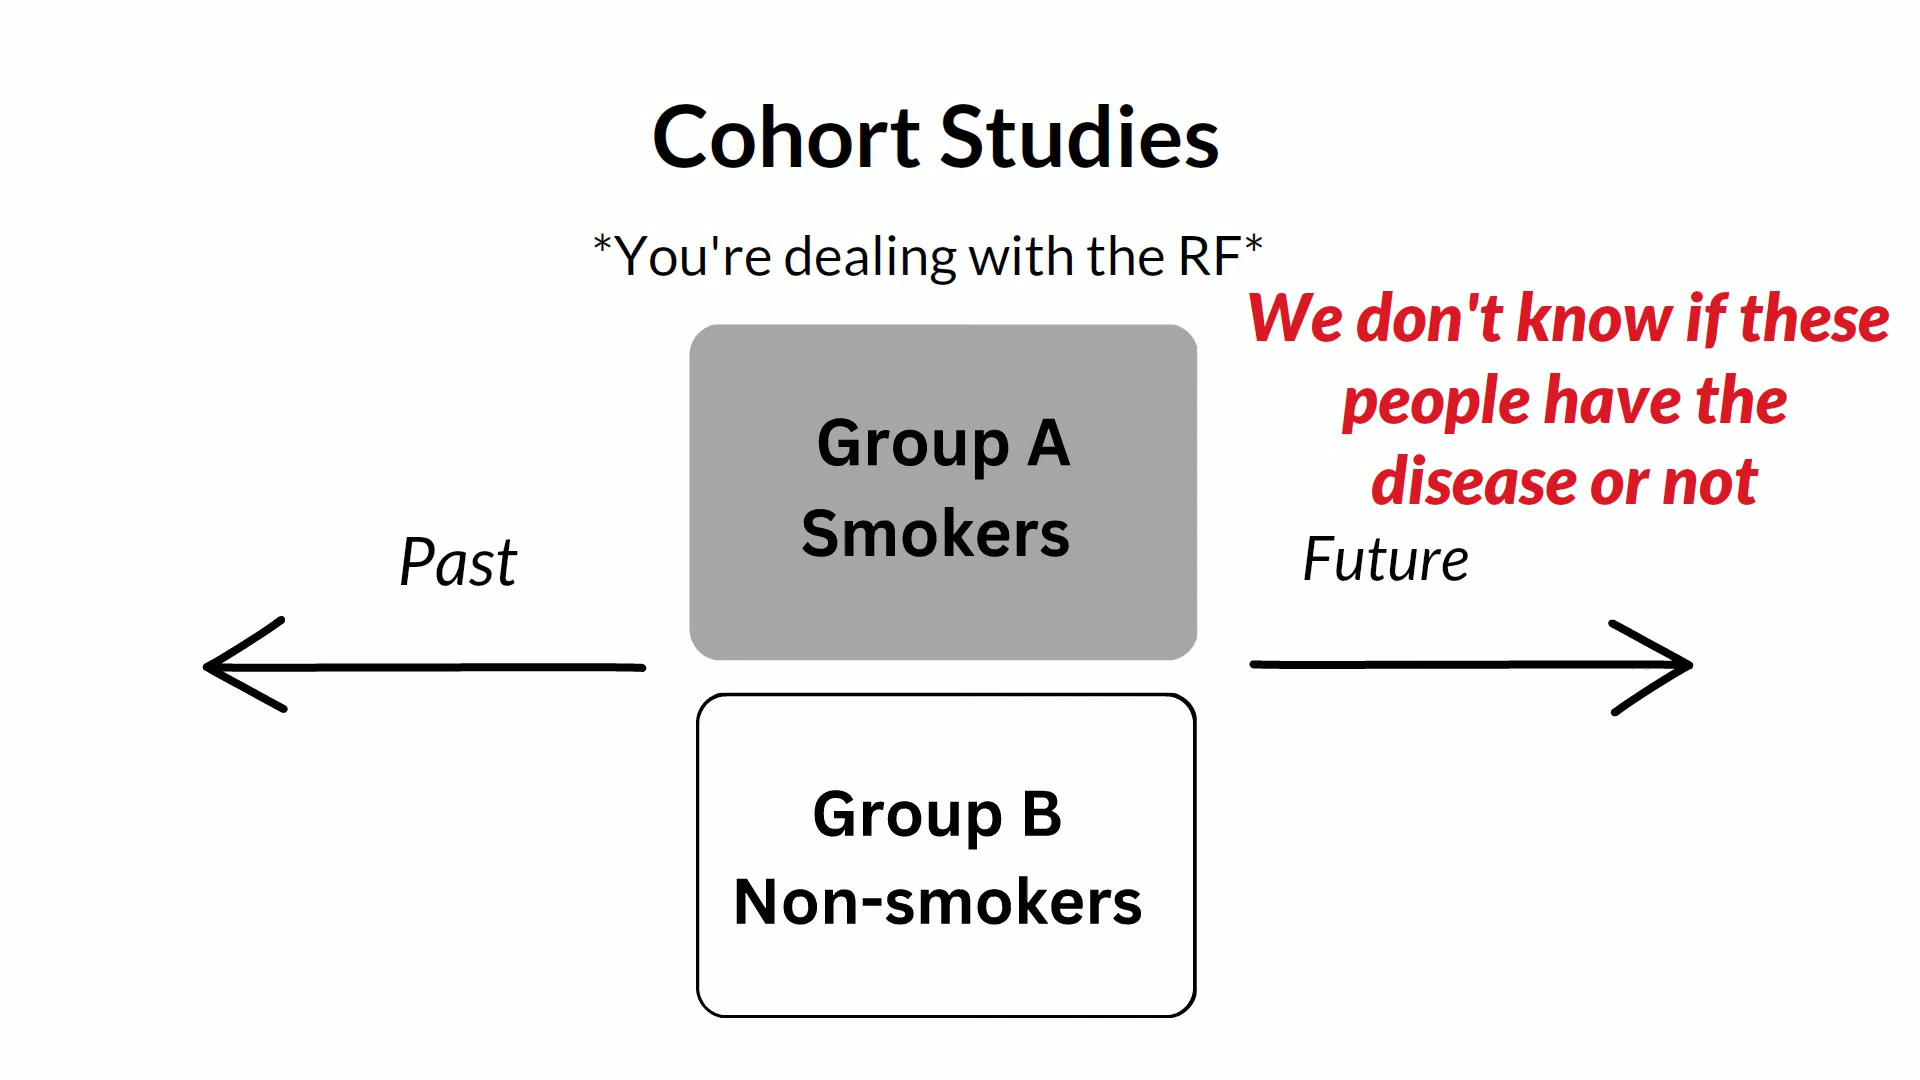 Cohort Studies
*You're dealing with the RF*
We don't know if these
people have the
disease or not
Group A
Smokers
Past
Future
Group B
Non-smokers